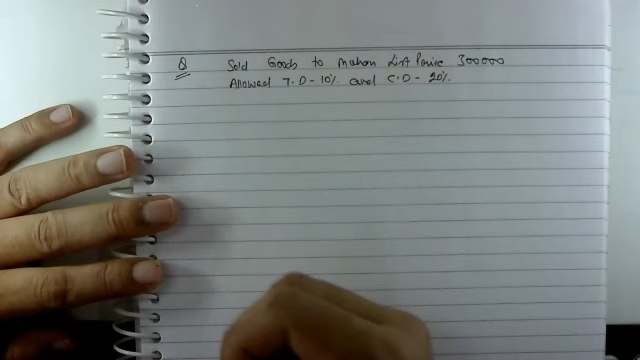 Q Sold Goods to Mohan List Price 300000
Allowed T.D - 10% and C.D - 20%.